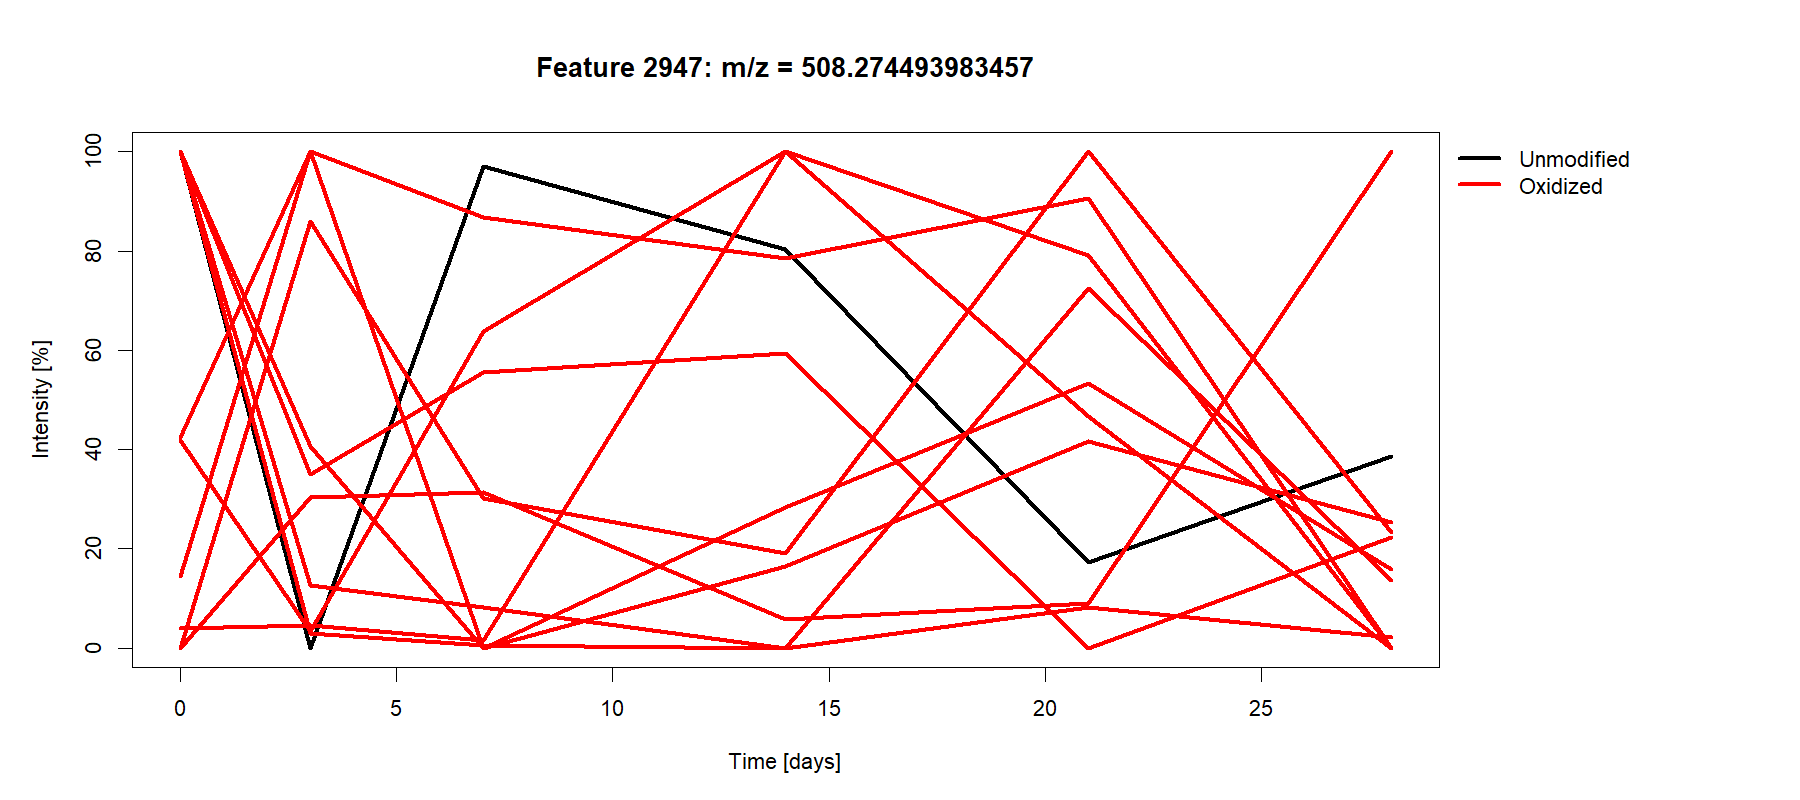 Feature 2947: m/z = 508.274493983457
Unmodified
Oxidized
Intensity [%]
100
80
60
40
20
0
0 5 10 15 20 25
Time [days]